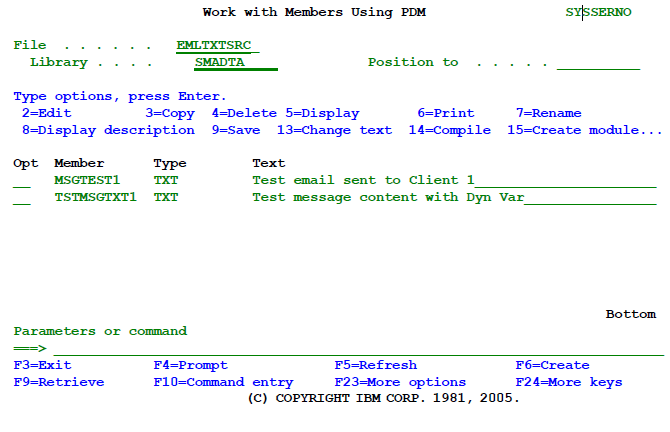 Work with Members Using PDM SYSSERNO
File . . . . . . EMLTXTSRC
Library . . . . SMADTA Position to . . . . .
Type options, press Enter.
2=Edit 3=Copy 4=Delete 5=Display 6=Print 7=Rename
8=Display description 9=Save 13=Change text 14=Compile 15=Create module...
Opt Member Type Text
MSGTEST1 TXT Test email sent to Client 1
TSTMSGTXT1 TXT Test message content with Dyn Var
Bottom
Parameters or command
===>
F3=Exit F4=Prompt F5=Refresh F6=Create
F9=Retrieve F10=Command entry F23=More options F24=More keys
(C) COPYRIGHT IBM CORP. 1981, 2005.